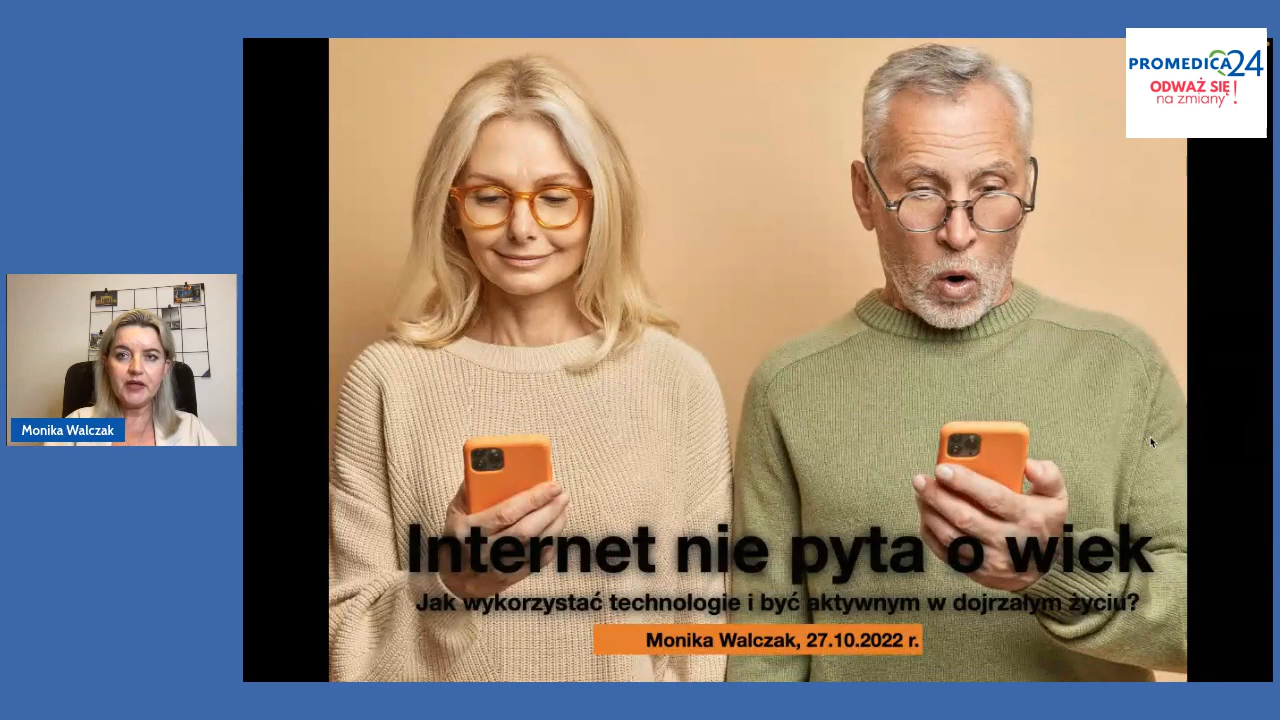 PROMEDICA24
ODWAŻ SIĘ!
na zmiany
Monika Walczak
Internet nie pyta o wiek
Jak wykorzystać technologie i być aktywnym w dojrzałym życiu?
Monika Walczak, 27.10.2022 r.